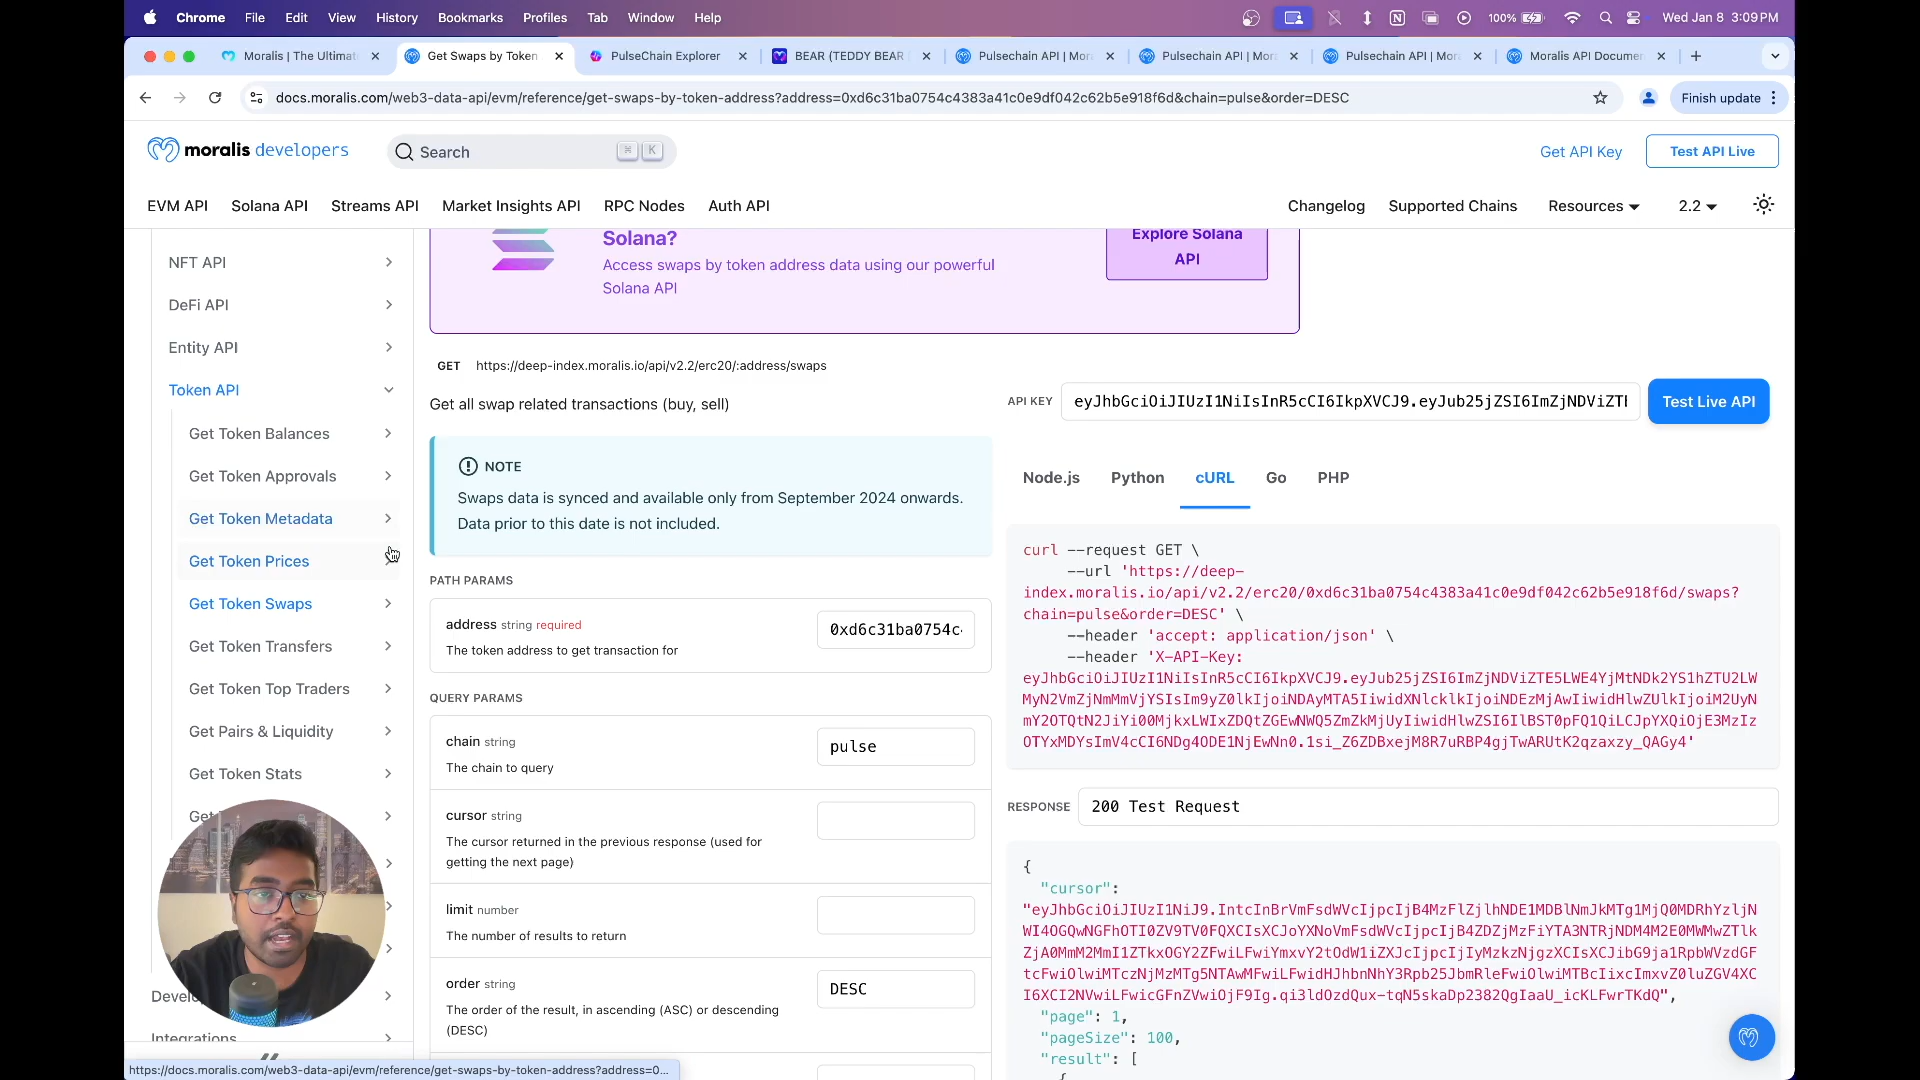 Chrome File Edit View History Bookmarks Profiles Tab Window Help 100% Wed Jan 8 3:09 PM
Moralis | The Ultimat Get Swaps by Token PulseChain Explorer BEAR (TEDDY BEAR Pulsechain API | Mor Pulsechain API | Mor Pulsechain API | Mor Moralis API Documen
docs.moralis.com/web3-data-api/evm/reference/get-swaps-by-token-address?address=0xd6c31ba0754c4383a41c0e9df042c62b5e918f6d&chain=pulse&order=DESC Finish update
moralis developers Search ⌘ K Get API Key Test API Live
EVM API Solana API Streams API Market Insights API RPC Nodes Auth API Changelog Supported Chains Resources 2.2
NFT API
DeFi API
Entity API
Token API
Get Token Balances
Get Token Approvals
Get Token Metadata
Get Token Prices
Get Token Swaps
Get Token Transfers
Get Token Top Traders
Get Pairs & Liquidity
Get Token Stats
Get
Develo
Integrations
Solana?
Access swaps by token address data using our powerful
Solana API
Explore Solana
API
GET https://deep-index.moralis.io/api/v2.2/erc20/:address/swaps
Get all swap related transactions (buy, sell)
NOTE
Swaps data is synced and available only from September 2024 onwards.
Data prior to this date is not included.
PATH PARAMS
address string required 0xd6c31ba0754c
The token address to get transaction for
QUERY PARAMS
chain string pulse
The chain to query
cursor string
The cursor returned in the previous response (used for
getting the next page)
limit number
The number of results to return
order string DESC
The order of the result, in ascending (ASC) or descending
(DESC)
API KEY Test Live API
Node.js Python cURL Go PHP
curl --request GET \
--url 'https://deep-
index.moralis.io/api/v2.2/erc20/0xd6c31ba0754c4383a41c0e9df042c62b5e918f6d/swaps?
chain=pulse&order=DESC' \
--header 'accept: application/json' \
--header 'X-API-Key:
RESPONSE 200 Test Request
{
"cursor":
"page": 1,
"pageSize": 100,
"result": [
{
https://docs.moralis.com/web3-data-api/evm/reference/get-swaps-by-token-address?address=0...